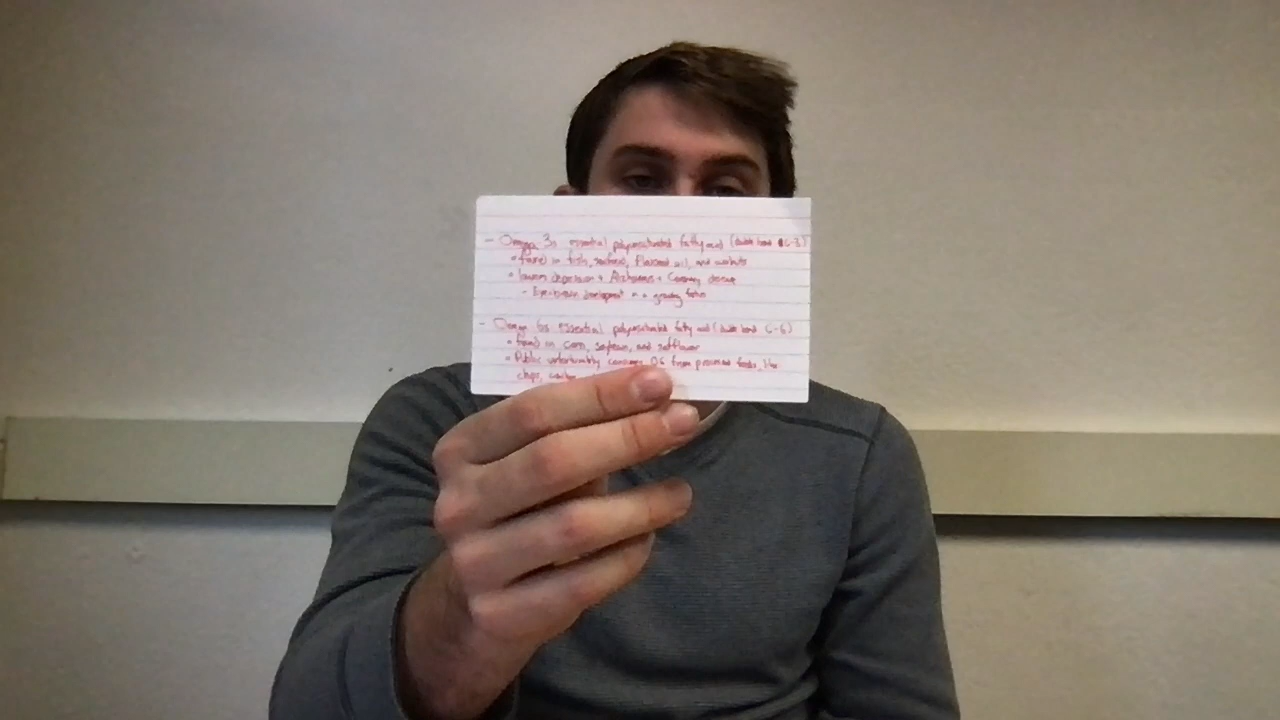 - Omega 3s essential polyunsaturated fatty acid (double bond C-3)
• found in fish, seafood, flaxseed oil, and walnuts
• lowers depression + Alzheimers + Coronary disease
- Eye+brain development in a growing fetus
- Omega 6s essential polyunsaturated fatty acid (double bond C-6)
• found in corn, soybean, and safflower
• Public unfortunately consumes O6 from processed foods, like
chips,